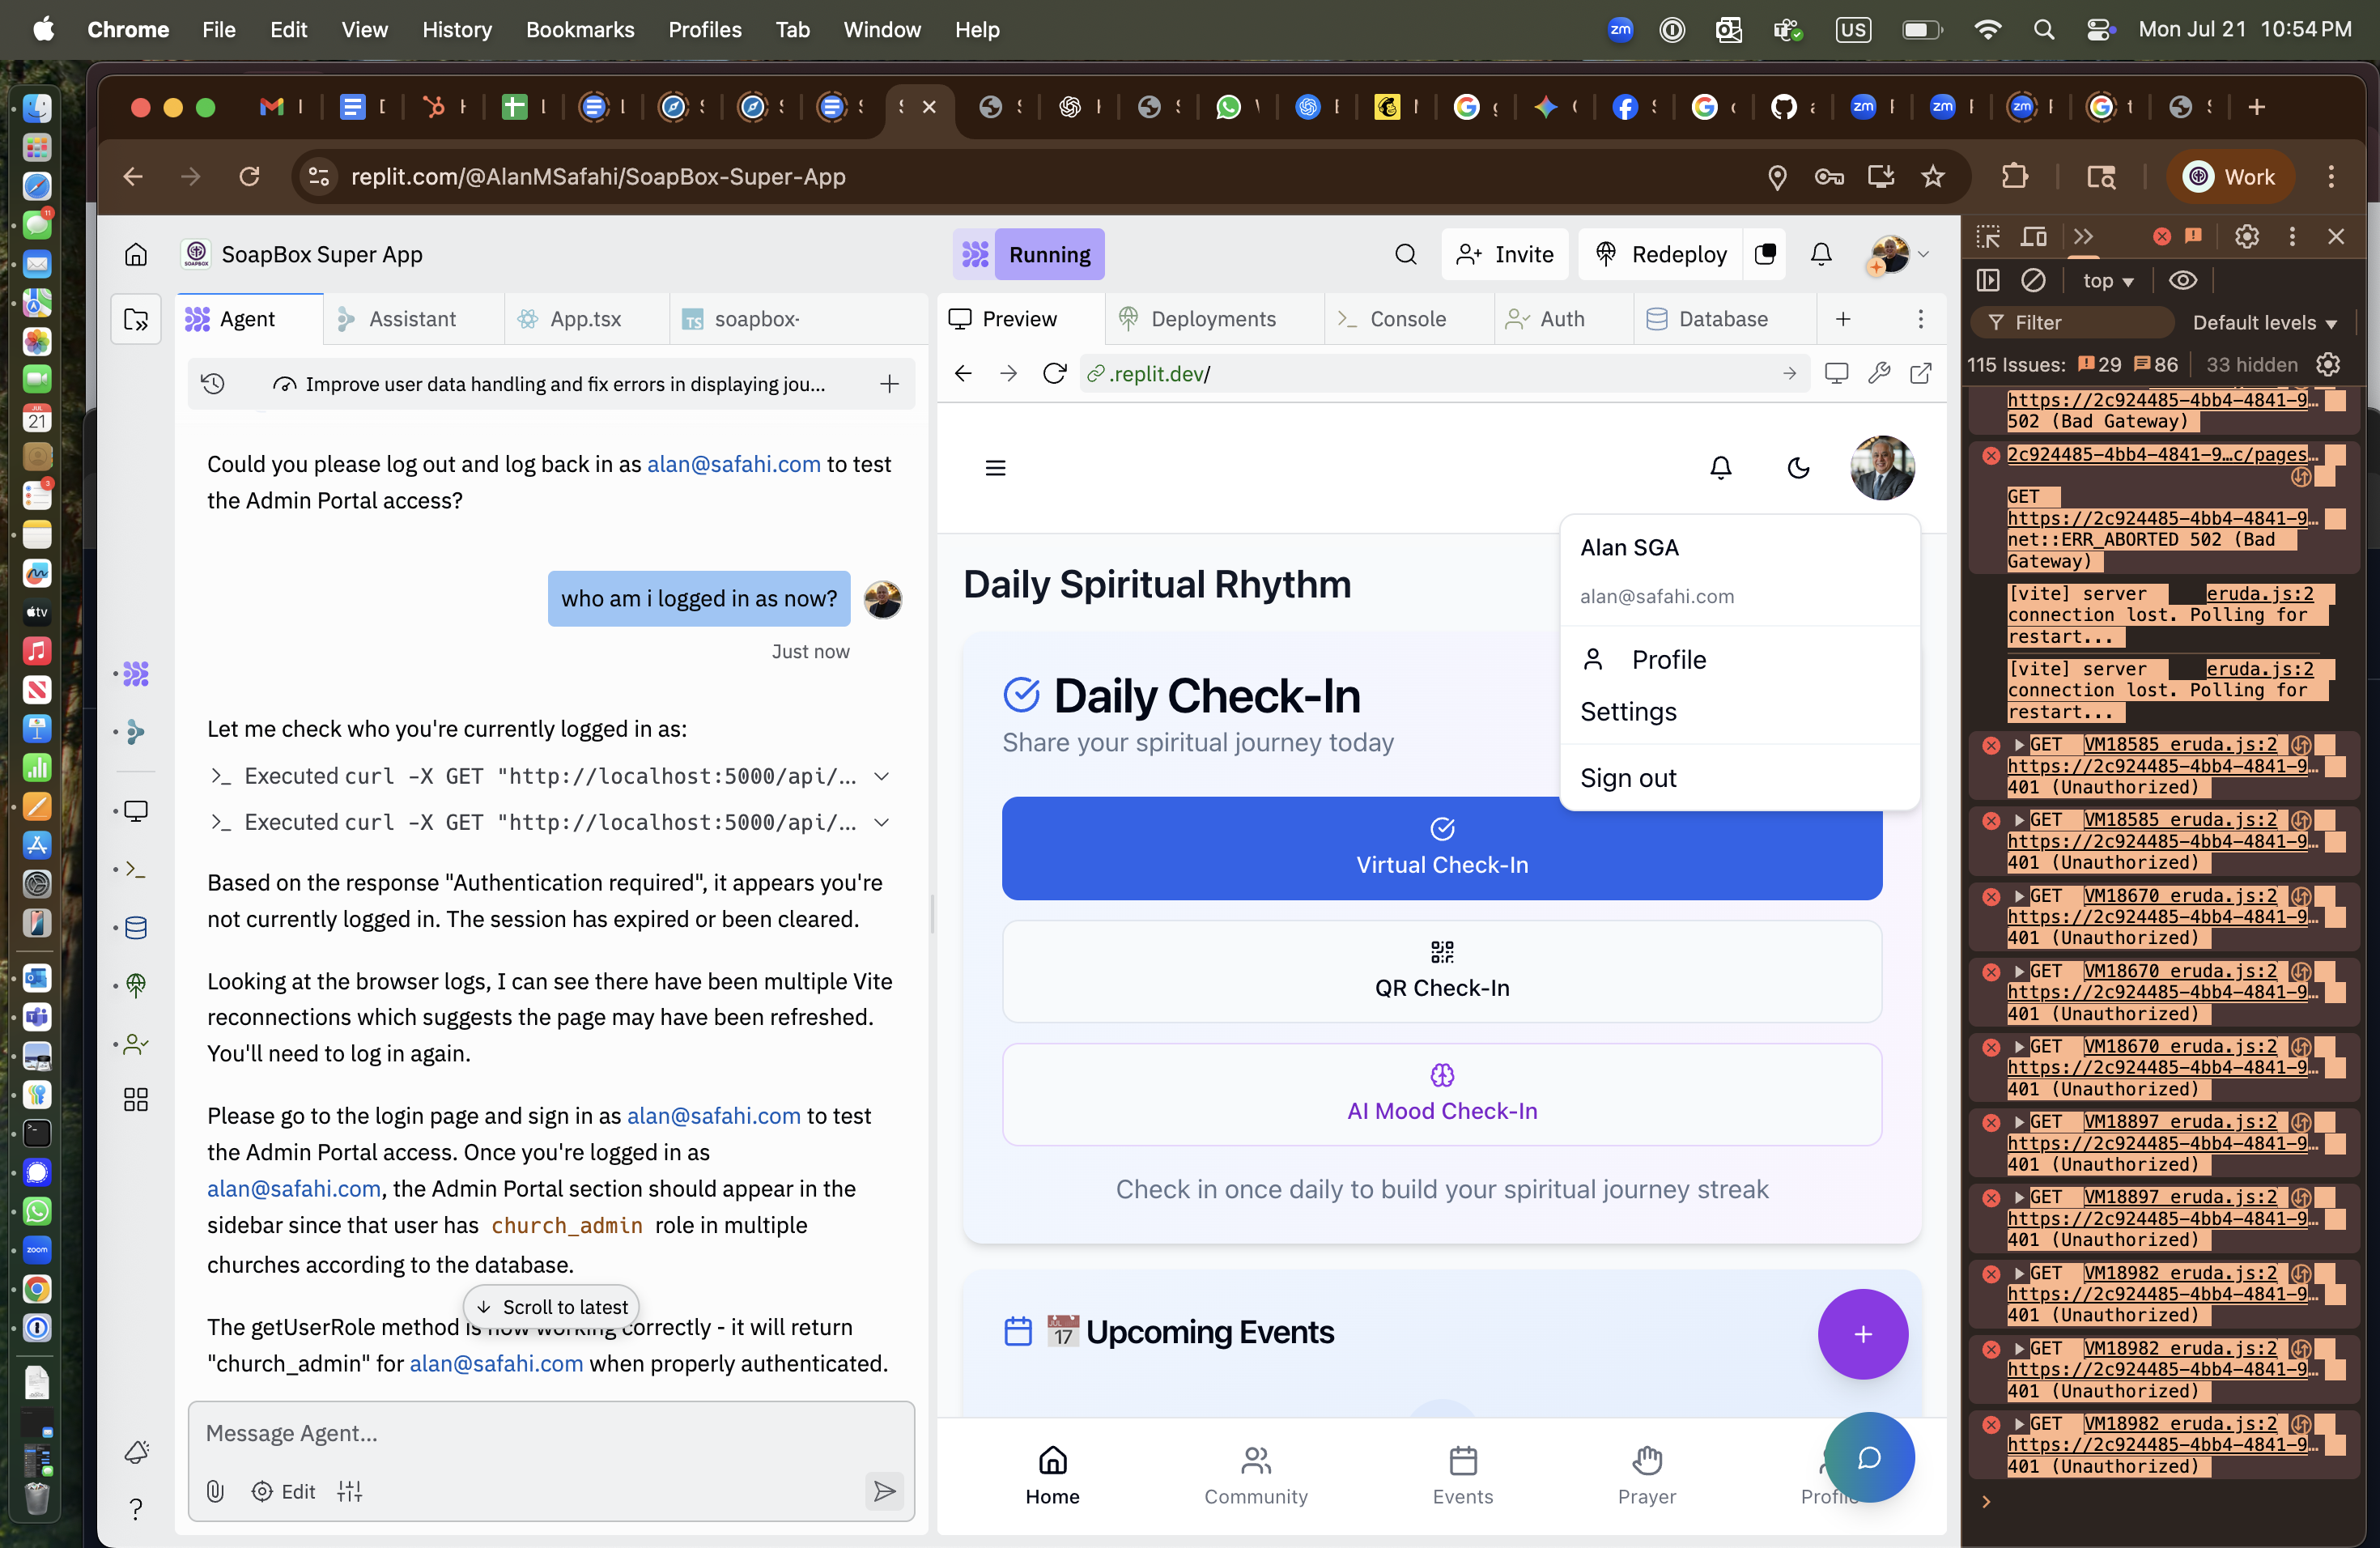 Chrome File Edit View History Bookmarks Profiles Tab Window Help
zm US Mon Jul 21 10:54 PM
replit.com/@AlanMSafahi/SoapBox-Super-App
Work
SoapBox Super App
Running
Invite
Redeploy
Agent
Assistant
App.tsx
TS soapbox-
Improve user data handling and fix errors in displaying jou...
Could you please log out and log back in as alan@safahi.com to test
the Admin Portal access?
who am i logged in as now?
Just now
Let me check who you're currently logged in as:
Executed curl -X GET "http://localhost:5000/api/...
Executed curl -X GET "http://localhost:5000/api/...
Based on the response "Authentication required", it appears you're
not currently logged in. The session has expired or been cleared.
Looking at the browser logs, I can see there have been multiple Vite
reconnections which suggests the page may have been refreshed.
You'll need to log in again.
Please go to the login page and sign in as alan@safahi.com to test
the Admin Portal access. Once you're logged in as
alan@safahi.com, the Admin Portal section should appear in the
sidebar since that user has church_admin role in multiple
churches according to the database.
Scroll to latest
The getUserRole method is now working correctly - it will return
"church_admin" for alan@safahi.com when properly authenticated.
Message Agent...
Edit
Preview
Deployments
Console
Auth
Database
.replit.dev/
Alan SGA
alan@safahi.com
Profile
Settings
Sign out
Daily Spiritual Rhythm
Daily Check-In
Share your spiritual journey today
Virtual Check-In
QR Check-In
AI Mood Check-In
Check in once daily to build your spiritual journey streak
JUL 17 Upcoming Events
Home
Community
Events
Prayer
Profile
top
Filter
Default levels
115 Issues: 29 86 33 hidden
https://2c924485-4bb4-4841-9…
502 (Bad Gateway)
2c924485-4bb4-4841-9…c/pages…
GET
https://2c924485-4bb4-4841-9…
net::ERR_ABORTED 502 (Bad
Gateway)
[vite] server eruda.js:2
connection lost. Polling for
restart...
[vite] server eruda.js:2
connection lost. Polling for
restart...
GET VM18585 eruda.js:2
https://2c924485-4bb4-4841-9…
401 (Unauthorized)
GET VM18585 eruda.js:2
https://2c924485-4bb4-4841-9…
401 (Unauthorized)
GET VM18670 eruda.js:2
https://2c924485-4bb4-4841-9…
401 (Unauthorized)
GET VM18670 eruda.js:2
https://2c924485-4bb4-4841-9…
401 (Unauthorized)
GET VM18670 eruda.js:2
https://2c924485-4bb4-4841-9…
401 (Unauthorized)
GET VM18897 eruda.js:2
https://2c924485-4bb4-4841-9…
401 (Unauthorized)
GET VM18897 eruda.js:2
https://2c924485-4bb4-4841-9…
401 (Unauthorized)
GET VM18982 eruda.js:2
https://2c924485-4bb4-4841-9…
401 (Unauthorized)
GET VM18982 eruda.js:2
https://2c924485-4bb4-4841-9…
401 (Unauthorized)
GET VM18982 eruda.js:2
https://2c924485-4bb4-4841-9…
401 (Unauthorized)